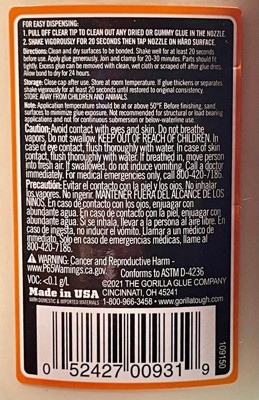 FOR EASY DISPENSING:
1. PULL OFF CLEAR TIP TO CLEAN OUT ANY DRIED OR GUMMY GLUE IN THE NOZZLE.
2. SHAKE VIGOROUSLY FOR 20 SECONDS THEN TAP NOZZLE ON HARD SURFACE.
Directions: Clean and dry surfaces to be bonded. Shake well for at least 20 seconds
before use. Apply glue generously. Join and clamp for 20-30 minutes. Parts should fit
tightly. Excess glue can be removed with clean, wet cloth or scraped off after glue dries.
Allow bond to dry for 24 hours.
Storage: Close cap after use. Store at room temperature. If glue thickens or separates
shake vigorously for at least 20 seconds until restored to original consistency.
STORE AWAY FROM CHILDREN AND ANIMALS.
Note: Application temperature should be at or above 50°F. Before finishing, sand
surfaces to minimize glue exposure. Not recommended for structural or load bearing
applications and not for continuous submersion or below-waterline use.
Caution: Avoid contact with eyes and skin. Do not breathe
vapors. Do not swallow. KEEP OUT OF REACH OF CHILDREN. In
case of eye contact, flush thoroughly with water. In case of skin
contact, flush thoroughly with water. If breathed in, move person
into fresh air. If swallowed, do not induce vomiting. Call a doctor
immediately. For medical emergencies only, call 800-420-7186.
Precaución: Evitar el contacto con la piel y los ojos. No inhalar
los vapores. No ingerir. MANTENER FUERA DEL ALCANCE DE LOS
NIÑOS. En caso de contacto con los ojos, enjuagar con
abundante agua. En caso de contacto con la piel, enjuagar con
abundante agua. Si se inhala, llevar a la persona al aire libre. En
caso de ingesta, no inducir el vómito. Llamar a un médico de
inmediato. Solo en caso de emergencias médicas, llame al
800-420-7186.
WARNING: Cancer and Reproductive Harm -
www.P65Warnings.ca.gov.
Conforms to ASTM D-4236
VOC: <0.1 g/L
©2021 THE GORILLA GLUE COMPANY
CINCINNATI, OH 45241
Made in USA
WITH DOMESTIC & IMPORTED MATERIALS
1-800-966-3458 • www.gorillatough.com
0 52427 00931 9
109150